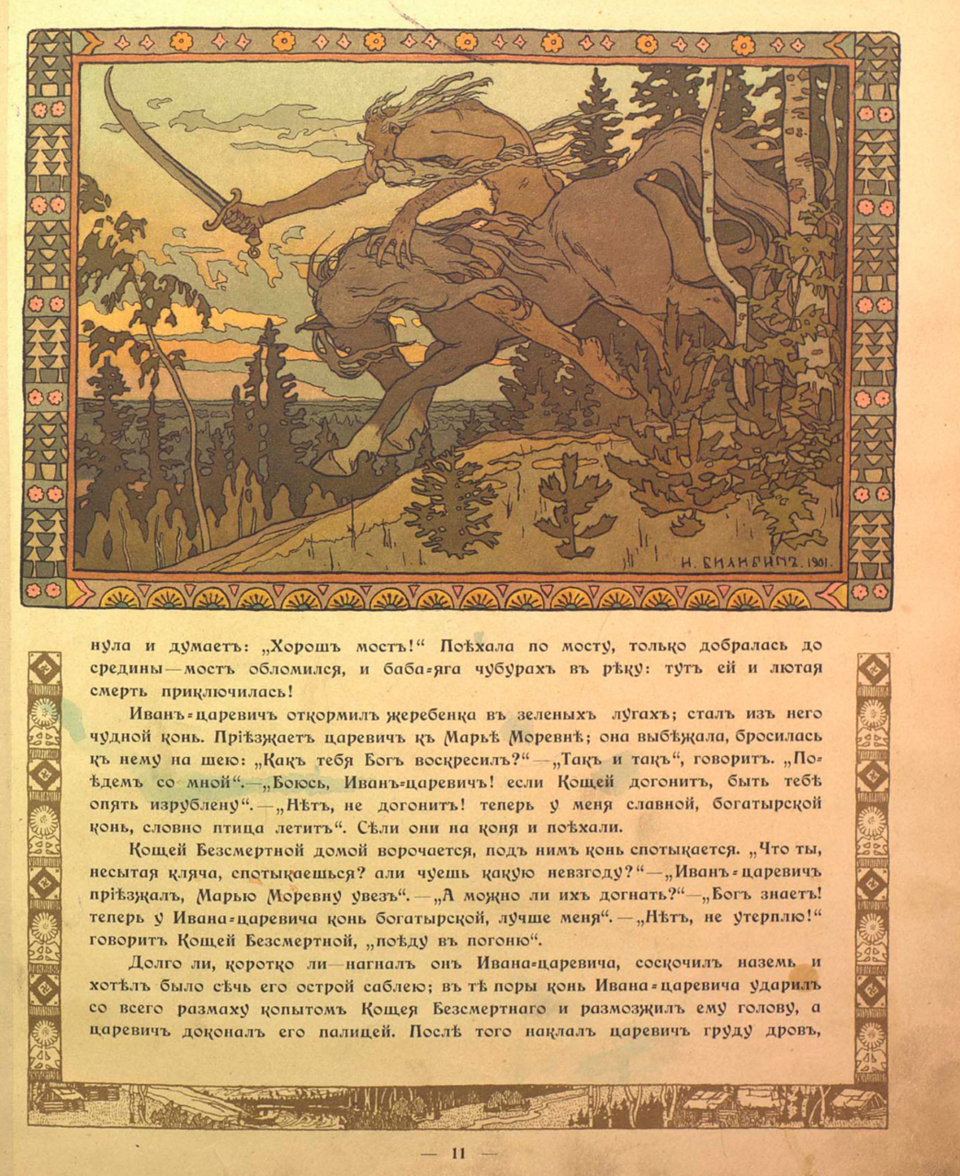 И. БИЛИБИНЪ. 1901.
нула и думаетъ: „Хорошъ мостъ!“ Поѣхала по мосту, только добралась до
средины—мостъ обломился, и баба-яга чубурахъ въ рѣку: тутъ ей и лютая
смерть приключилась!
Иванъ-царевичъ откормилъ жеребенка въ зеленыхъ лугахъ; сталъ изъ него
чудной конь. Пріѣзжаетъ царевичъ къ Марьѣ Моревнѣ; она выбѣжала, бросилась
къ нему на шею: „Какъ тебя Богъ воскресилъ?“—„Такъ и такъ“, говоритъ. „По-
ѣдемъ со мной“.—„Боюсь, Иванъ-царевичъ! если Кощей догонитъ, быть тебѣ
опять изрублену“.—„Нѣтъ, не догонитъ! теперь у меня славной, богатырской
конь, словно птица летитъ“. Сѣли они на коня и поѣхали.
Кощей Безсмертной домой ворочается, подъ нимъ конь спотыкается. „Что ты,
несытая кляча, спотыкаешься? али чуешь какую невзгоду?“—„Иванъ-царевичъ
пріѣзжалъ, Марью Моревну увезъ“.—„А можно ли ихъ догнать?“—„Богъ знаетъ!
теперь у Ивана-царевича конь богатырской, лучше меня“.—„Нѣтъ, не утерплю!“
говоритъ Кощей Безсмертной, „поѣду въ погоню“.
Долго ли, коротко ли—нагналъ онъ Ивана-царевича, соскочилъ наземь и
хотѣлъ было сѣчь его острой саблею; въ тѣ поры конь Ивана-царевича ударилъ
со всего размаху копытомъ Кощея Безсмертнаго и размозжилъ ему голову, а
царевичъ доконалъ его палицей. Послѣ того наклалъ царевичъ груду дровъ,
— 11 —